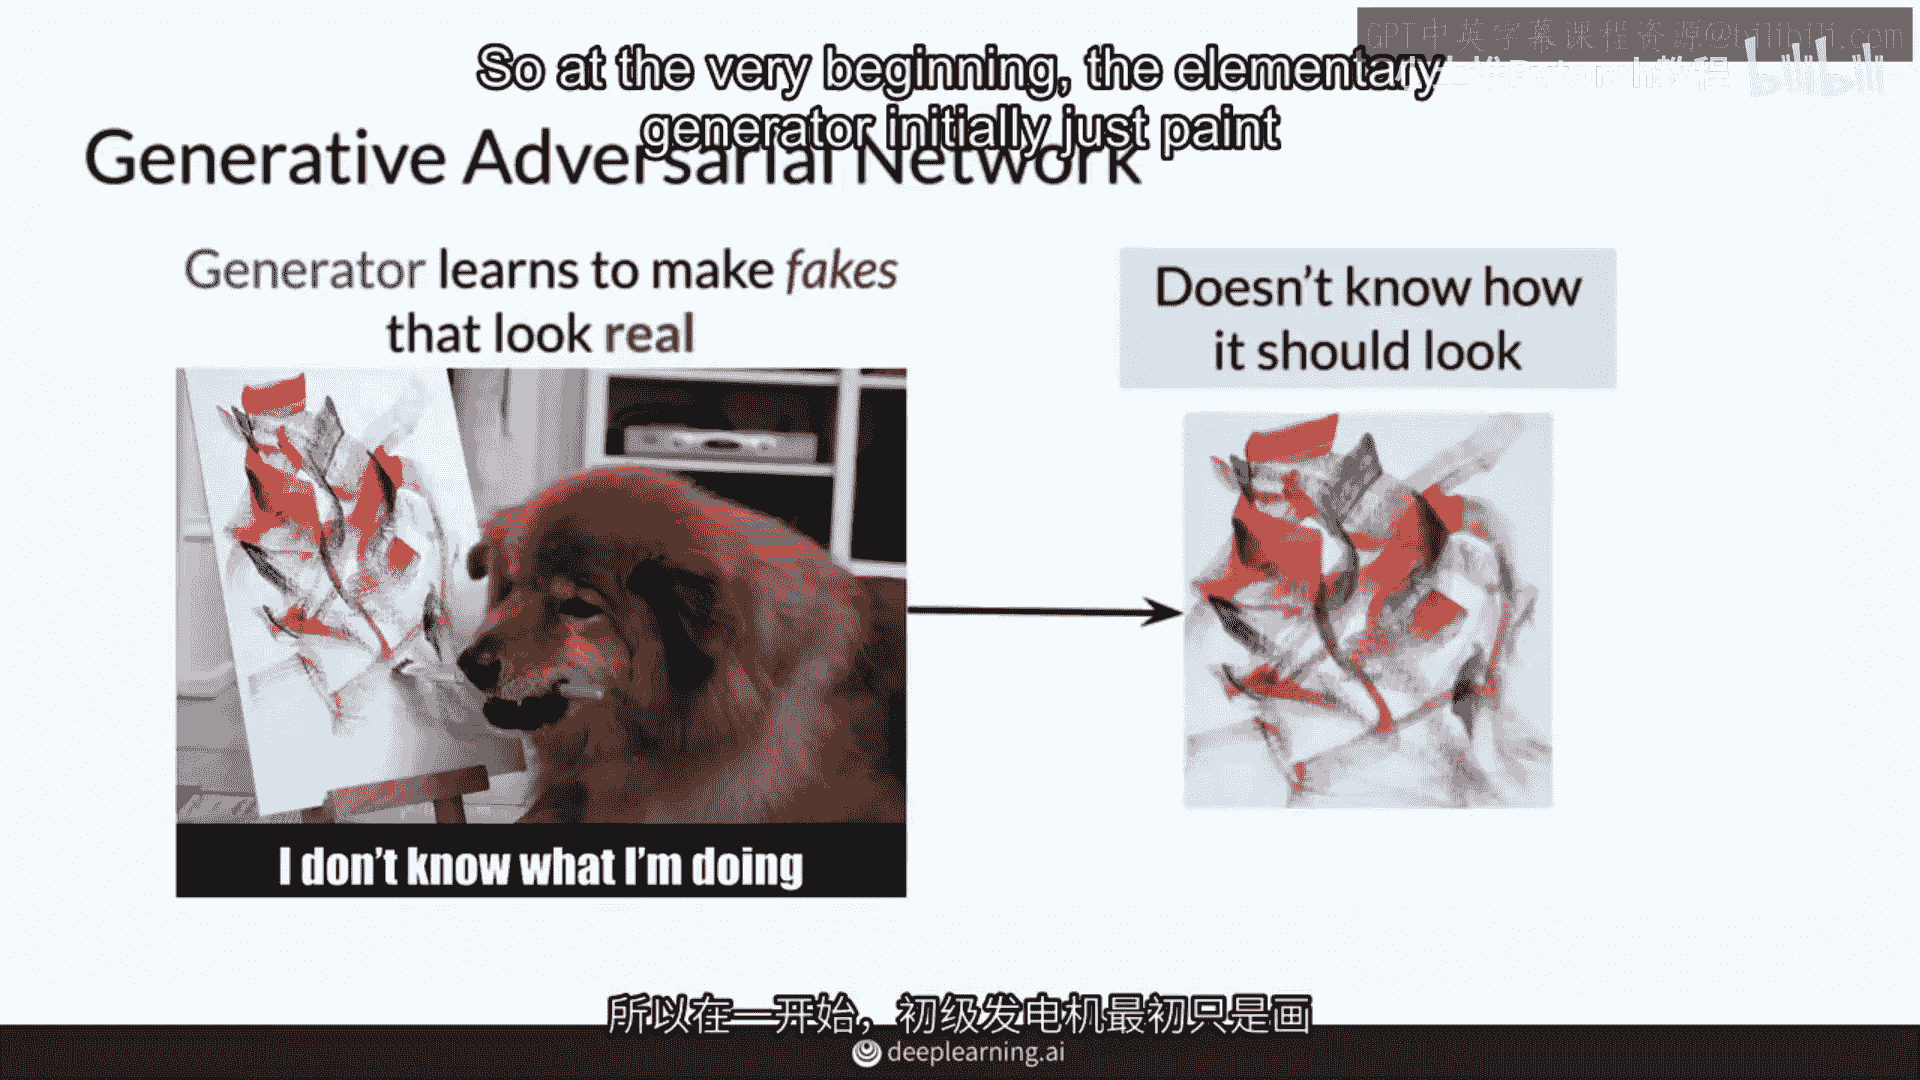 GPT中英字幕课程资源@bilibili.com
So at the very beginning, the elementary
generator initially just paint
bilibili
Generative Adversarial Network
Generator learns to make fakes
that look real
Doesn't know how
it should look
I don't know what I'm doing
所以在一开始，初级发电机最初只是画
deeplearning.ai